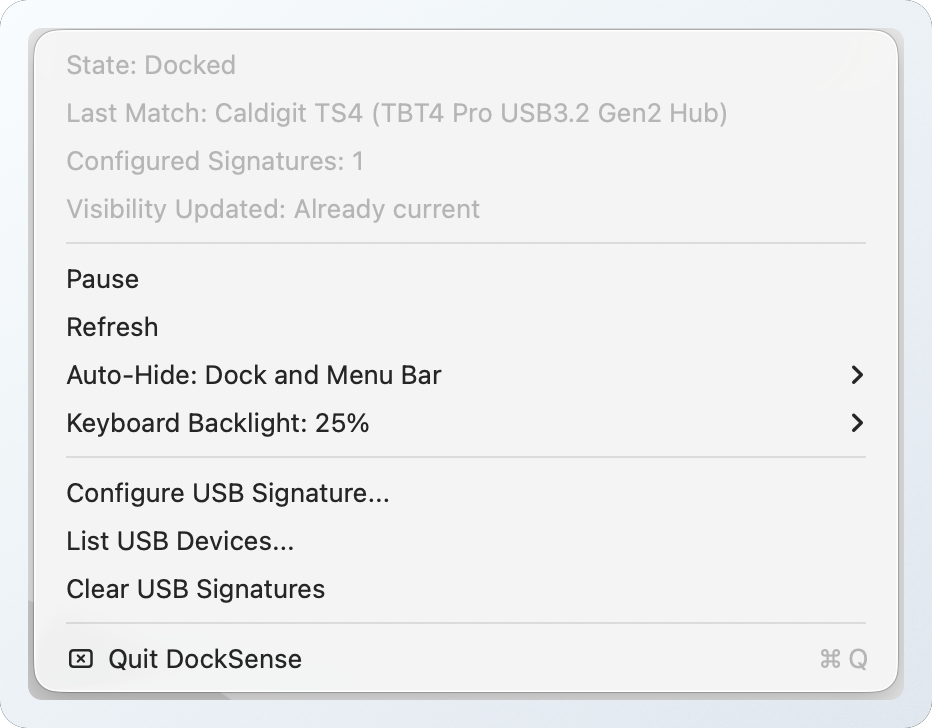 State: Docked
Last Match: Caldigit TS4 (TBT4 Pro USB3.2 Gen2 Hub)
Configured Signatures: 1
Visibility Updated: Already current
Pause
Refresh
Auto-Hide: Dock and Menu Bar
Keyboard Backlight: 25%
Configure USB Signature...
List USB Devices...
Clear USB Signatures
Quit DockSense ⌘ Q